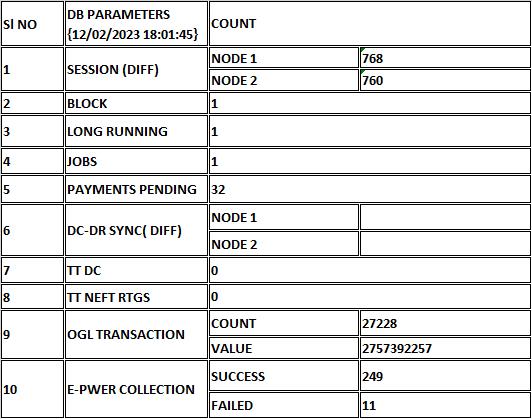 Sl NO DB PARAMETERS {12/02/2023 18:01:45} COUNT
1 SESSION (DIFF) NODE 1 768
NODE 2 760
2 BLOCK 1
3 LONG RUNNING 1
4 JOBS 1
5 PAYMENTS PENDING 32
6 DC-DR SYNC( DIFF) NODE 1
NODE 2
7 TT DC 0
8 TT NEFT RTGS 0
9 OGL TRANSACTION COUNT 27228
VALUE 2757392257
10 E-PWER COLLECTION SUCCESS 249
FAILED 11